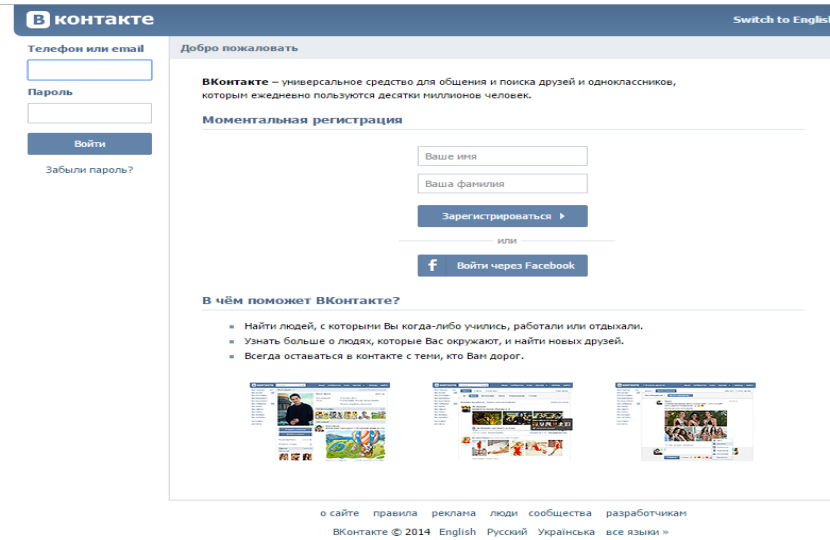 В контакте
Switch to English
Телефон или email
Пароль
Войти
Забыли пароль?
Добро пожаловать
ВКонтакте – универсальное средство для общения и поиска друзей и одноклассников,
которым ежедневно пользуются десятки миллионов человек.
Моментальная регистрация
Ваше имя
Ваша фамилия
Зарегистрироваться
или
f Войти через Facebook
В чём поможет ВКонтакте?
Найти людей, с которыми Вы когда-либо учились, работали или отдыхали.
Узнать больше о людях, которые Вас окружают, и найти новых друзей.
Всегда оставаться в контакте с теми, кто Вам дорог.
о сайте правила реклама люди сообщества разработчикам
ВКонтакте © 2014 English Русский Українська все языки »